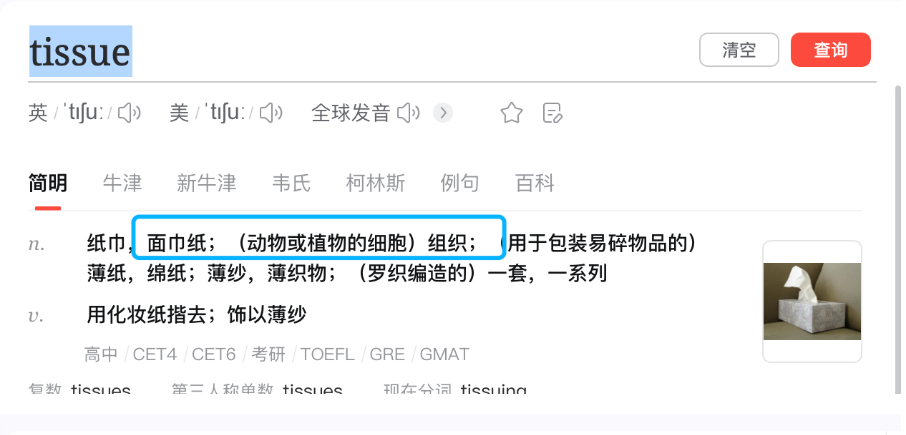 tissue
清空
查询
英 / ˈtɪʃuː / 美 / ˈtɪʃuː / 全球发音
简明 牛津 新牛津 韦氏 柯林斯 例句 百科
n. 纸巾，面巾纸；（动物或植物的细胞）组织；（用于包装易碎物品的）
薄纸，绵纸；薄纱，薄织物；（罗织编造的）一套，一系列
v. 用化妆纸揩去；饰以薄纱
高中 / CET4 / CET6 / 考研 / TOEFL / GRE / GMAT
复数 tissues 第三人称单数 tissues 现在分词 tissuing